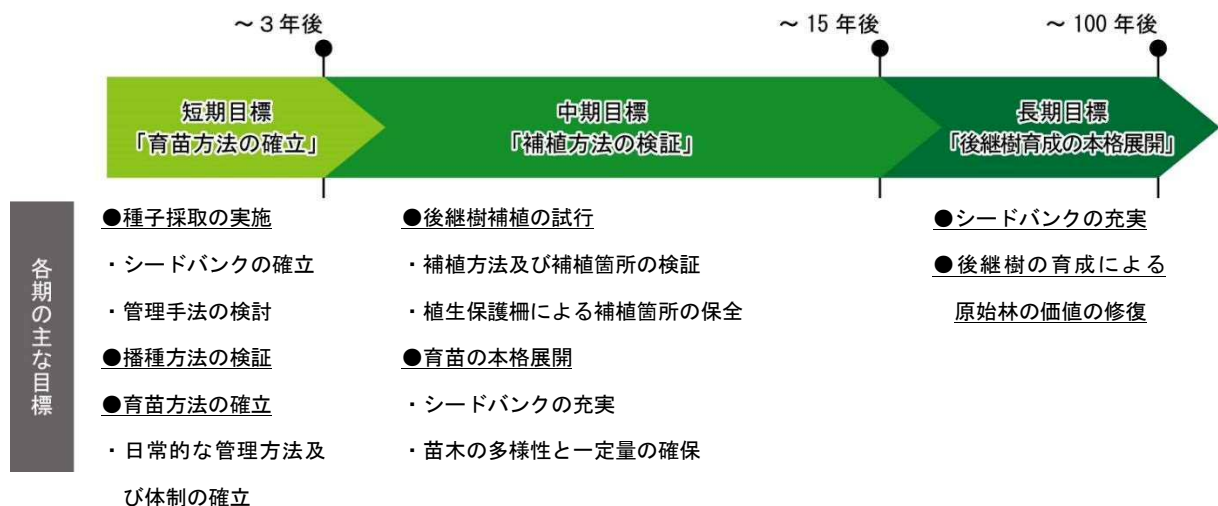 ～3年後
～15年後
～100年後
短期目標
「育苗方法の確立」
中期目標
「補植方法の検証」
長期目標
「後継樹育成の本格展開」
各期の主な目標
●種子採取の実施
・シードバンクの確立
・管理手法の検討
●播種方法の検証
●育苗方法の確立
・日常的な管理方法及
び体制の確立
●後継樹補植の試行
・補植方法及び補植箇所の検証
・植生保護柵による補植箇所の保全
●育苗の本格展開
・シードバンクの充実
・苗木の多様性と一定量の確保
●シードバンクの充実
●後継樹の育成による
原始林の価値の修復